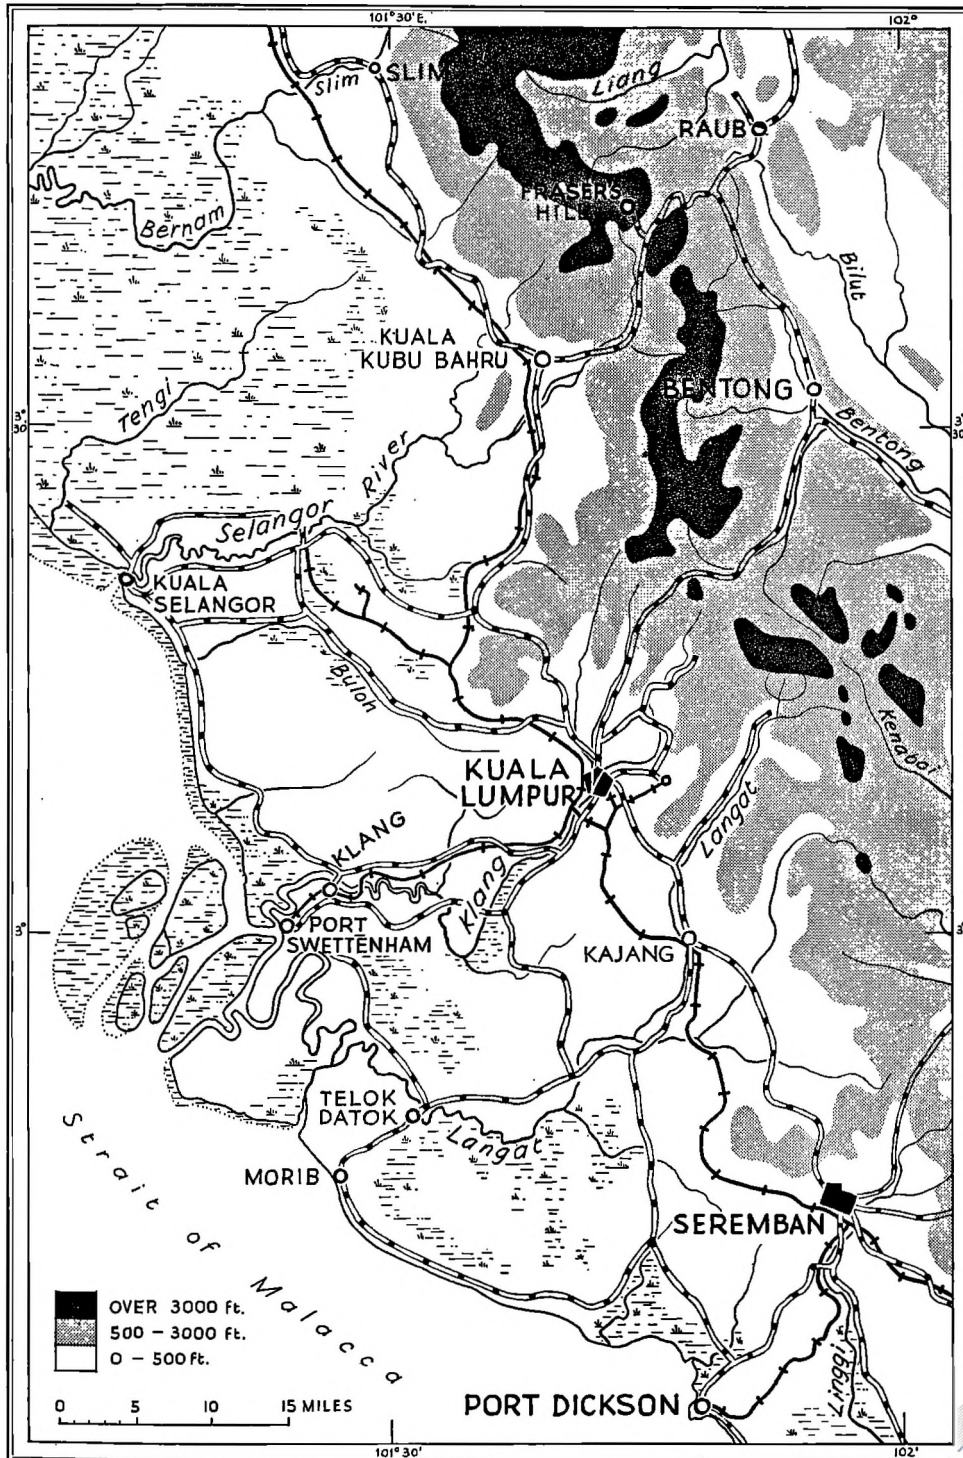 101°30'E.
102°
SLIM
Slim
Liang
RAUB
FRASERS
HILL
Bernam
Bilut
KUALA
KUBU BAHRU
BENTONG
Tengi
Bentong
3°
30'
3°
30'
River
Selangor
KUALA
SELANGOR
Buloh
Kenaboi
KUALA
LUMPUR
Langat
KLANG
Klang
PORT
SWETTENHAM
KAJANG
3°
3°
TELOK
DATOK
Langat
Strait of Malacca
MORIB
SEREMBAN
OVER 3000 ft.
500 – 3000 ft.
0 – 500 ft.
0 5 10 15 MILES
PORT DICKSON
Linggi
101°30'
102'